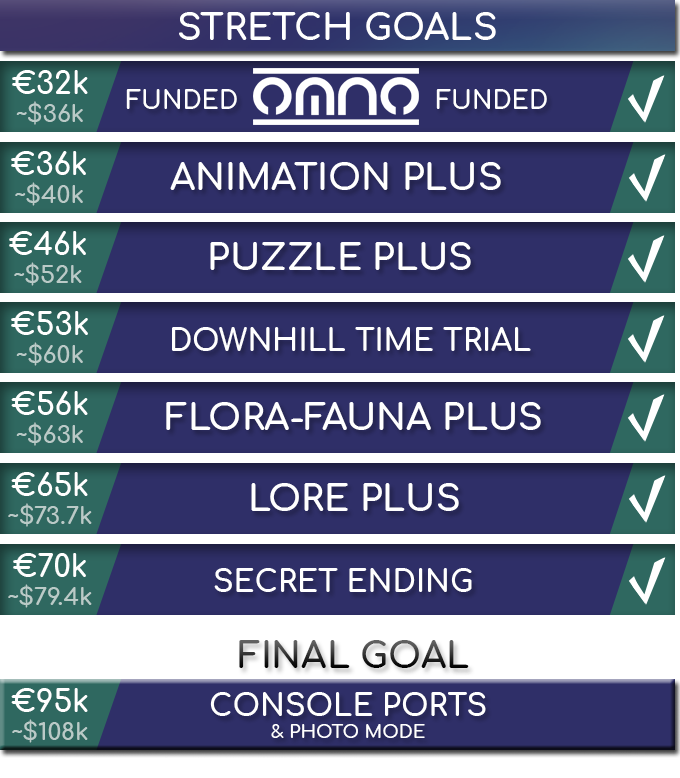 STRETCH GOALS
€32k
~$36k
FUNDED OMNO FUNDED
€36k
~$40k
ANIMATION PLUS
€46k
~$52k
PUZZLE PLUS
€53k
~$60k
DOWNHILL TIME TRIAL
€56k
~$63k
FLORA-FAUNA PLUS
€65k
~$73.7k
LORE PLUS
€70k
~$79.4k
SECRET ENDING
FINAL GOAL
€95k
~$108k
CONSOLE PORTS
& PHOTO MODE